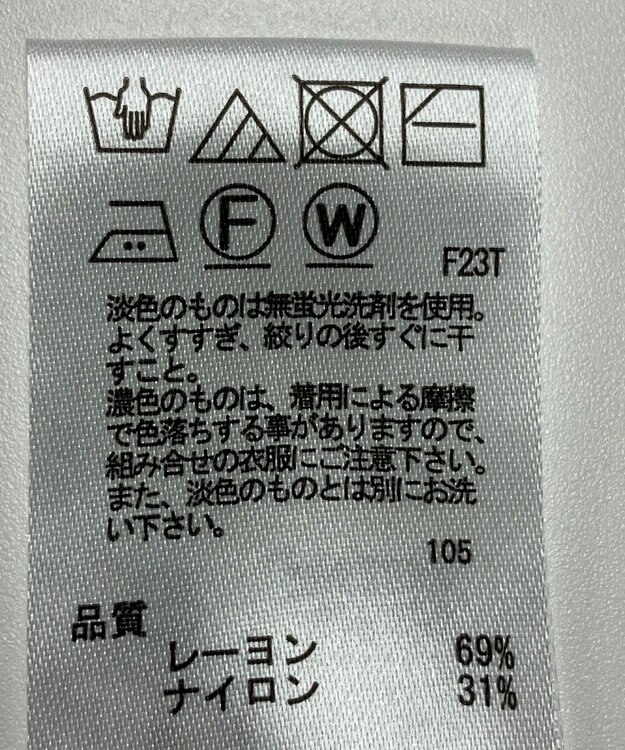 F W
F23T
淡色のものは無蛍光洗剤を使用。
よくすすぎ、絞りの後すぐに干
すこと。
濃色のものは、着用による摩擦
で色落ちする事がありますので、
組み合せの衣服にご注意下さい。
また、淡色のものとは別にお洗
い下さい。
105
品質
レーヨン 69%
ナイロン 31%